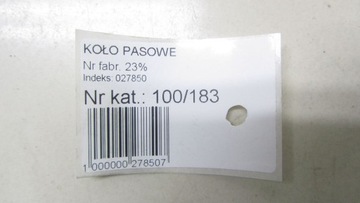 KOŁO PASOWE
Nr fabr. 23%
Indeks: 027850
Nr kat.: 100/183
1 000000 278507